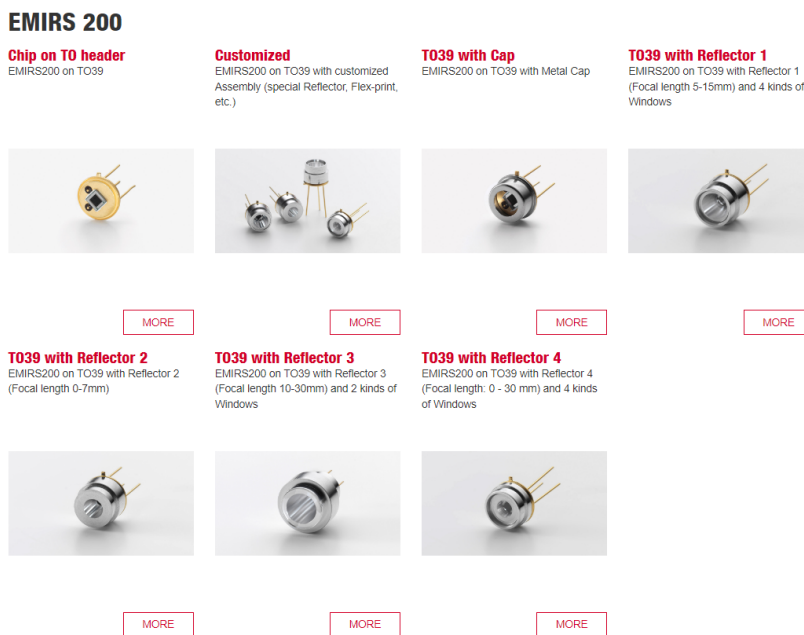 EMIRS 200
Chip on TO header
EMIRS200 on TO39
Customized
EMIRS200 on TO39 with customized
Assembly (special Reflector, Flex-print,
etc.)
TO39 with Cap
EMIRS200 on TO39 with Metal Cap
TO39 with Reflector 1
EMIRS200 on TO39 with Reflector 1
(Focal length 5-15mm) and 4 kinds of
Windows
MORE
MORE
MORE
MORE
TO39 with Reflector 2
EMIRS200 on TO39 with Reflector 2
(Focal length 0-7mm)
TO39 with Reflector 3
EMIRS200 on TO39 with Reflector 3
(Focal length 10-30mm) and 2 kinds of
Windows
TO39 with Reflector 4
EMIRS200 on TO39 with Reflector 4
(Focal length: 0 - 30 mm) and 4 kinds
of Windows
MORE
MORE
MORE